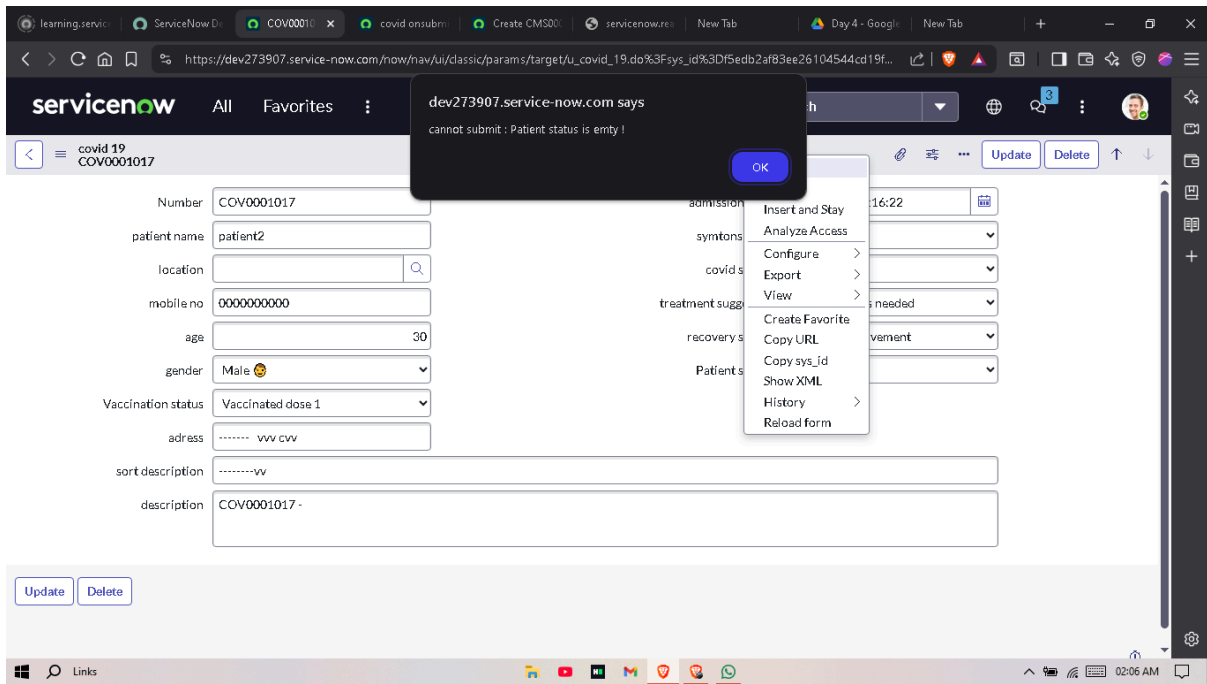 learning.servic
ServiceNow De
COV00010
covid onsubm
Create CMS000
servicenow.res
New Tab
Day 4 - Google
New Tab
https://dev273907.service-now.com/now/nav/ui/classic/params/target/u_covid_19.do%3Fsys_id%3Df5edb2af83ee26104544cd19f...
servicenow
All
Favorites
3
dev273907.service-now.com says
cannot submit : Patient status is emty !
OK
covid 19
COV0001017
Update
Delete
Number
COV0001017
admission
:16:22
patient name
patient2
symtons
location
covid s
mobile no
0000000000
treatment sugge
s needed
age
30
recovery s
vement
gender
Male 👨
Patient s
Vaccination status
Vaccinated dose 1
adress
------- vvv cvv
sort description
--------vv
description
COV0001017 -
Insert and Stay
Analyze Access
Configure
Export
View
Create Favorite
Copy URL
Copy sys_id
Show XML
History
Reload form
Update
Delete
Links
02:06 AM